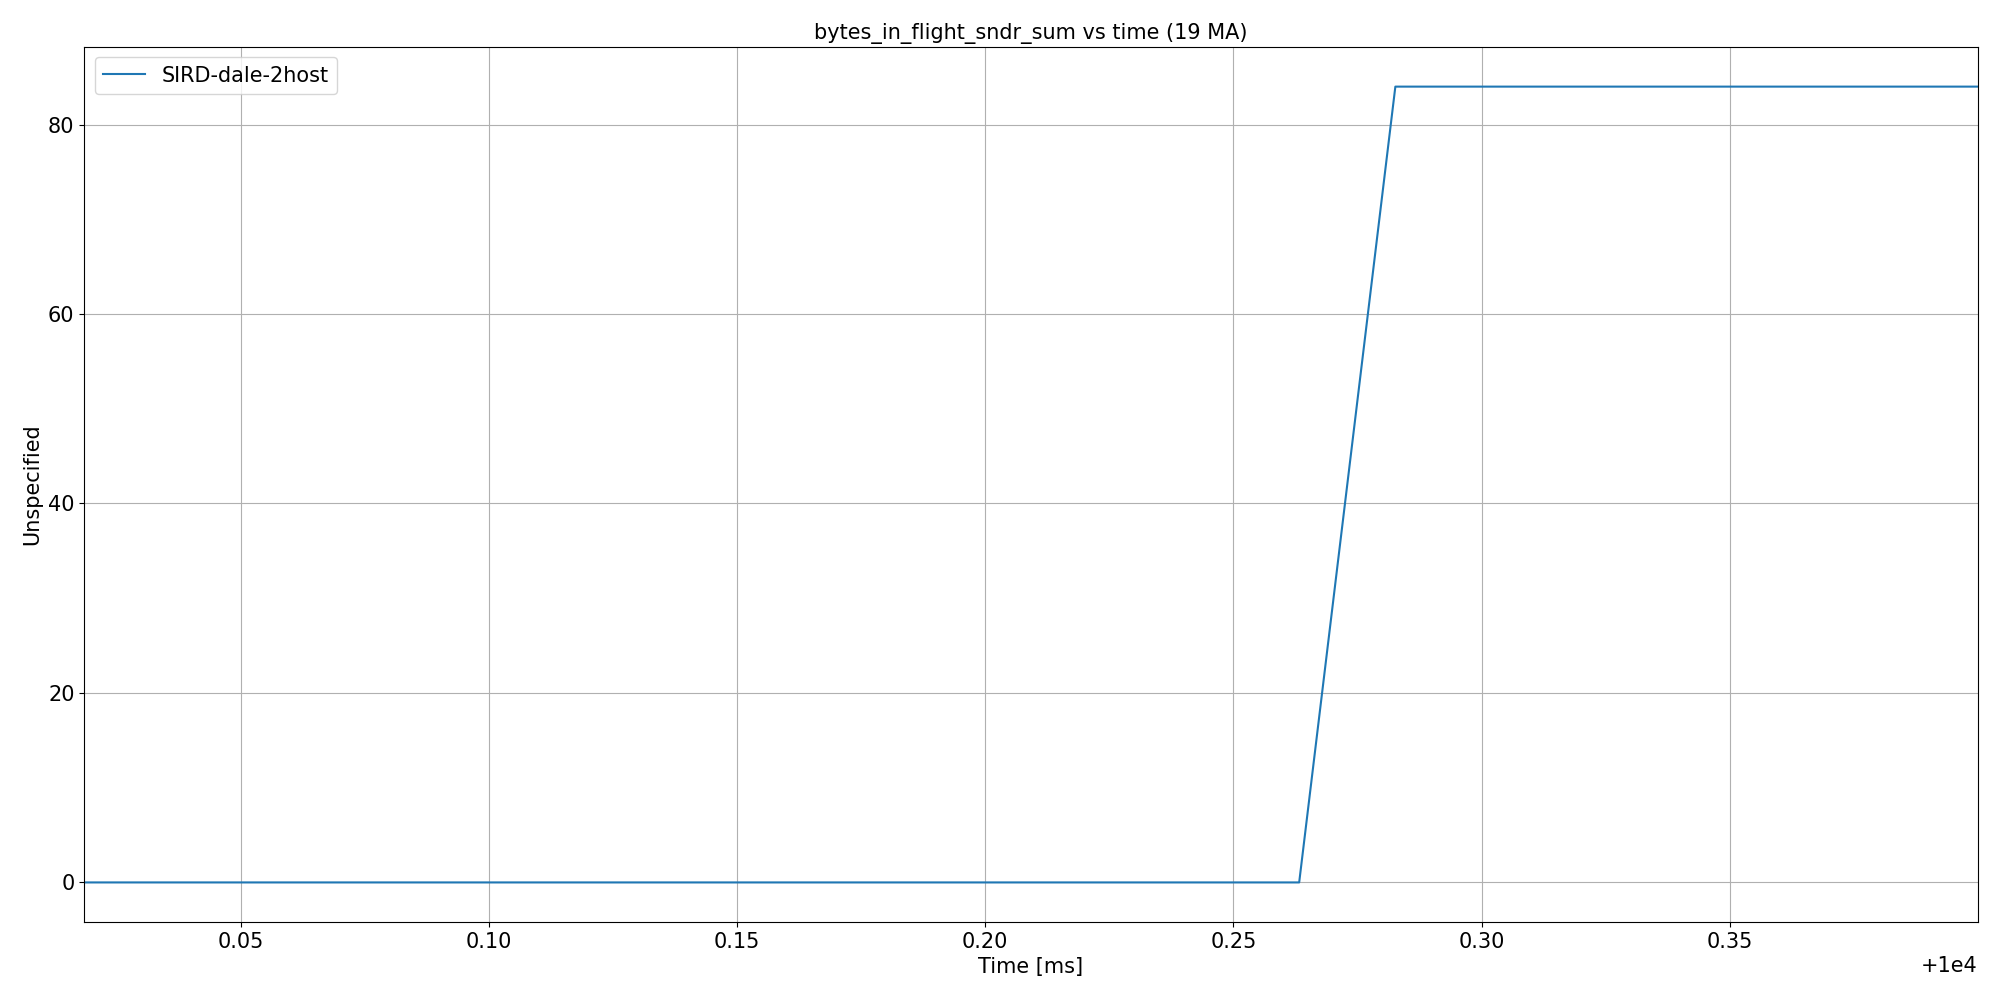 bytes_in_flight_sndr_sum vs time (19 MA)
SIRD-dale-2host
Unspecified
80
60
40
20
0
0.05 0.10 0.15 0.20 0.25 0.30 0.35
Time [ms]
+1e4